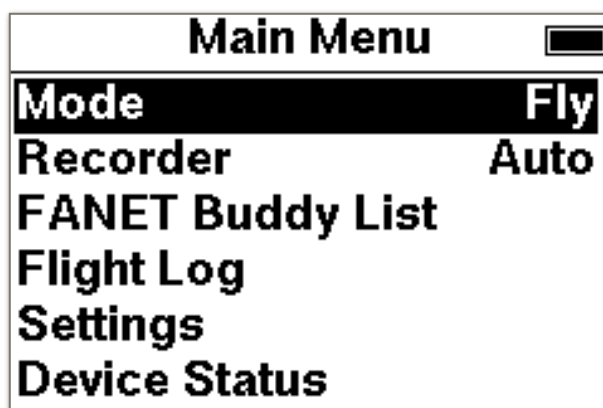 Main Menu
Mode Fly
Recorder Auto
FANET Buddy List
Flight Log
Settings
Device Status